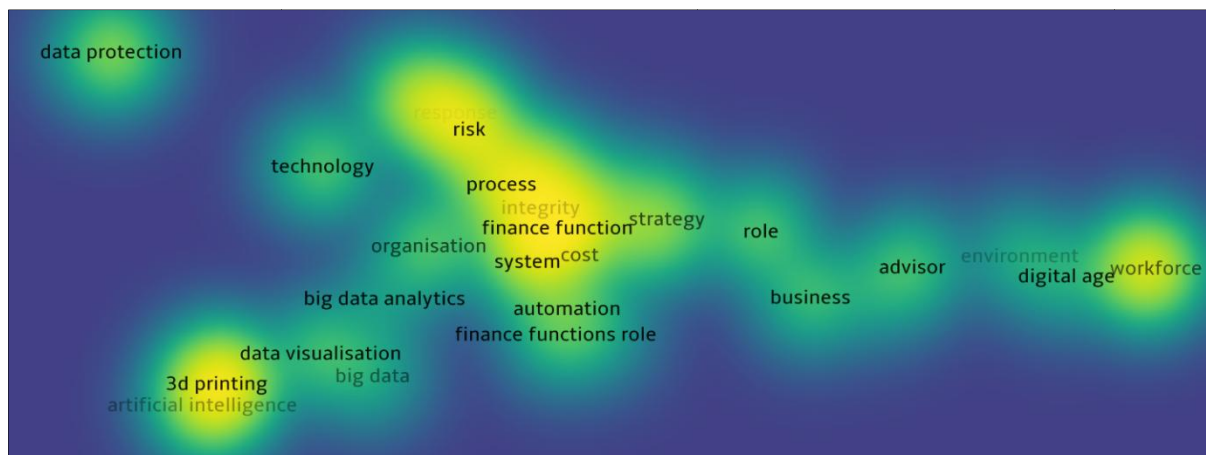 data protection
response
risk
technology
process
integrity
strategy
finance function
role
organisation
cost
system
environment
advisor
workforce
digital age
big data analytics
business
automation
finance functions role
data visualisation
big data
3d printing
artificial intelligence